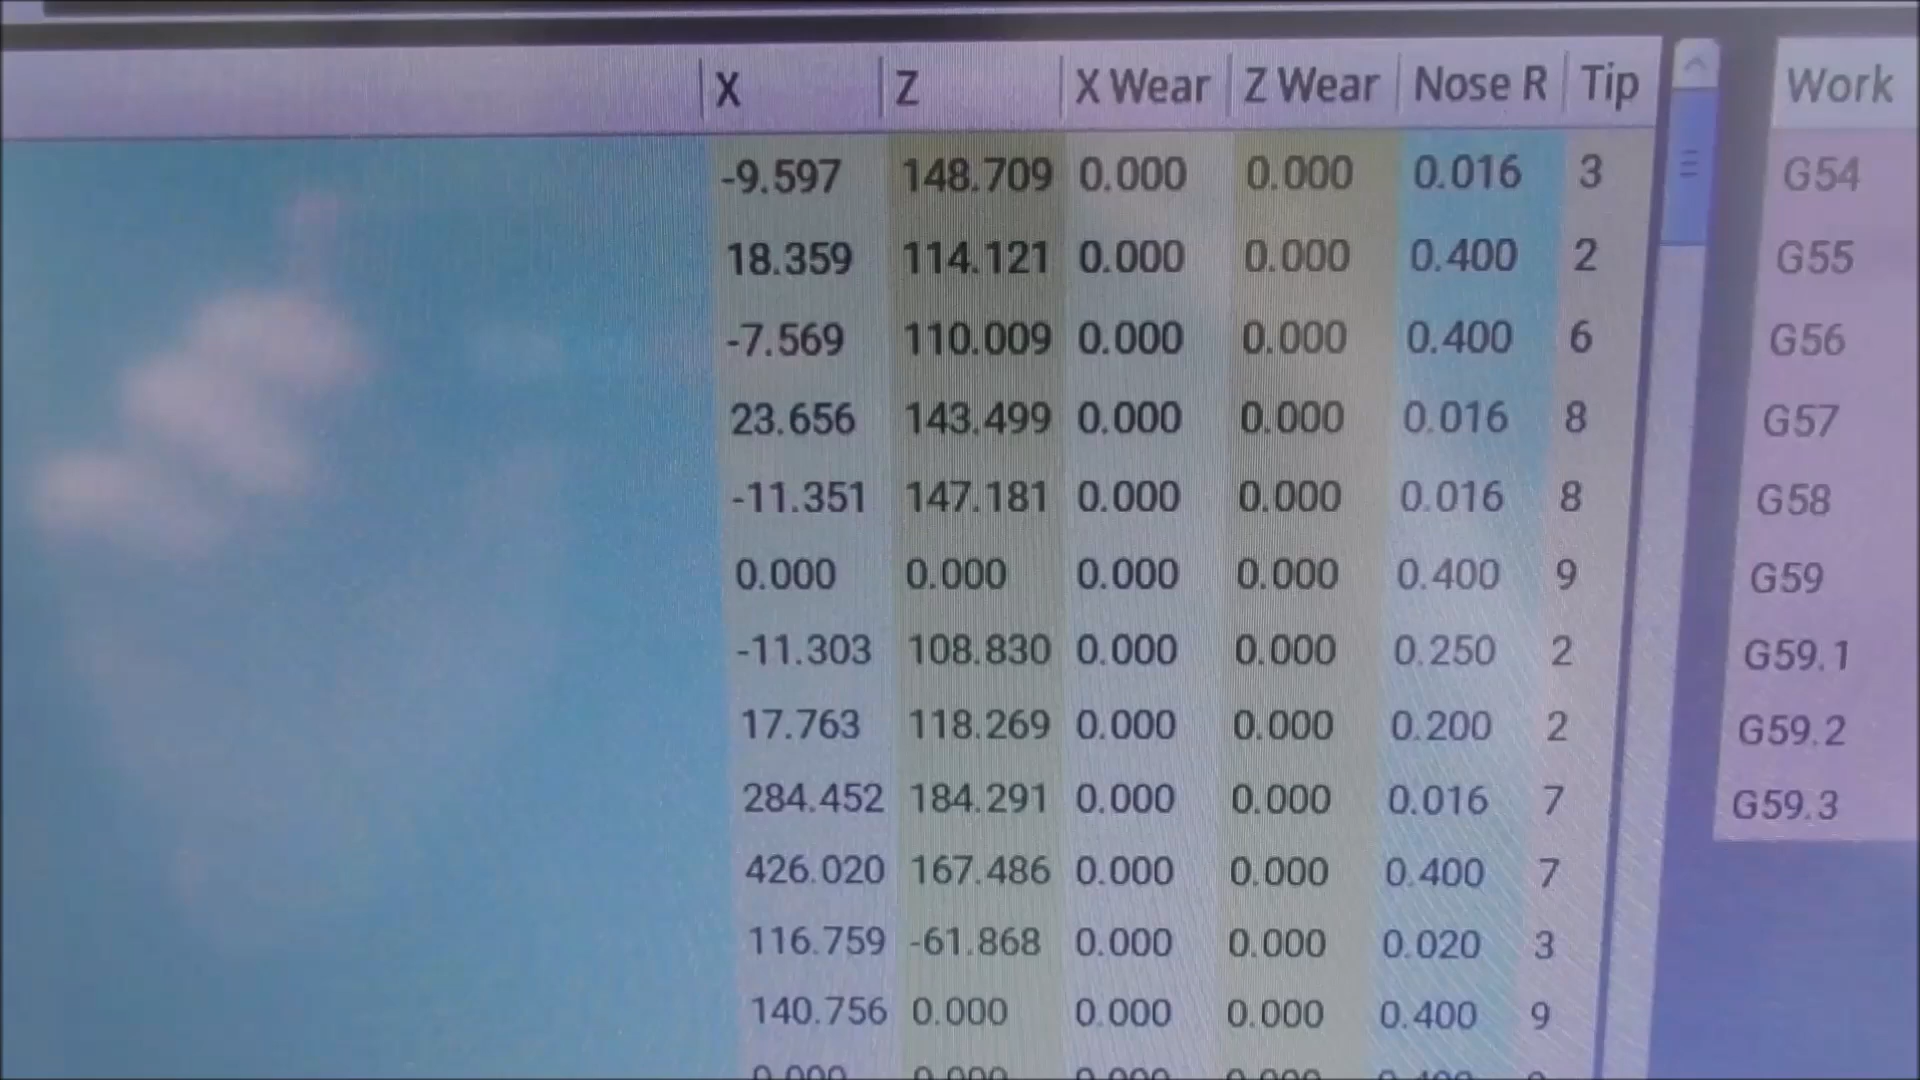 X Z X Wear Z Wear Nose R Tip Work
-9.597 148.709 0.000 0.000 0.016 3 G54
18.359 114.121 0.000 0.000 0.400 2 G55
-7.569 110.009 0.000 0.000 0.400 6 G56
23.656 143.499 0.000 0.000 0.016 8 G57
-11.351 147.181 0.000 0.000 0.016 8 G58
0.000 0.000 0.000 0.000 0.400 9 G59
-11.303 108.830 0.000 0.000 0.250 2 G59.1
17.763 118.269 0.000 0.000 0.200 2 G59.2
284.452 184.291 0.000 0.000 0.016 7 G59.3
426.020 167.486 0.000 0.000 0.400 7
116.759 -61.868 0.000 0.000 0.020 3
140.756 0.000 0.000 0.000 0.400 9